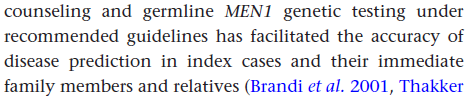 counseling and germline MEN1 genetic testing under
recommended guidelines has facilitated the accuracy of
disease prediction in index cases and their immediate
family members and relatives (Brandi et al. 2001, Thakker